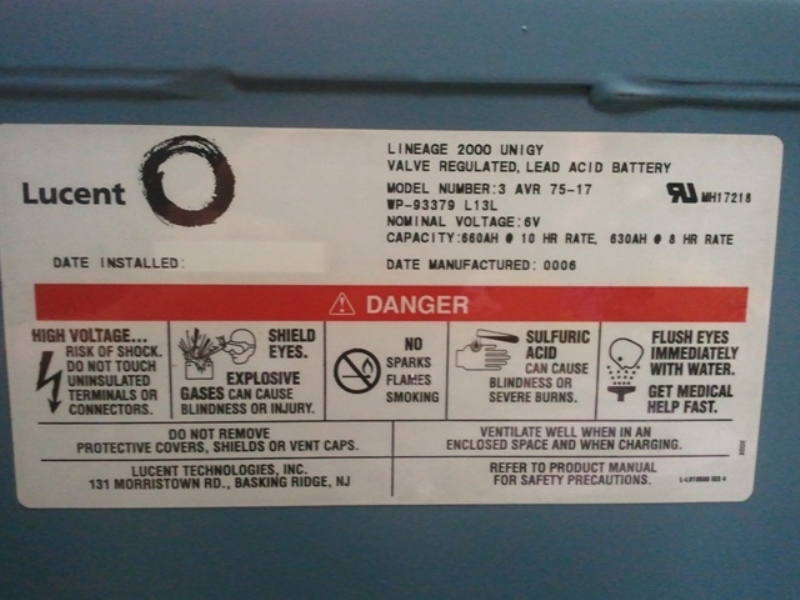 Lucent
LINEAGE 2000 UNIGY
VALVE REGULATED, LEAD ACID BATTERY
MODEL NUMBER:3 AVR 75-17
WP-93379 L13L
NOMINAL VOLTAGE:6V
CAPACITY:660AH @ 10 HR RATE, 630AH @ 8 HR RATE
MH17218
DATE INSTALLED:
DATE MANUFACTURED: 0006
DANGER
HIGH VOLTAGE...
RISK OF SHOCK.
DO NOT TOUCH
UNINSULATED
TERMINALS OR
CONNECTORS.
SHIELD
EYES.
EXPLOSIVE
GASES CAN CAUSE
BLINDNESS OR INJURY.
NO
SPARKS
FLAMES
SMOKING
SULFURIC
ACID
CAN CAUSE
BLINDNESS OR
SEVERE BURNS.
FLUSH EYES
IMMEDIATELY
WITH WATER.
GET MEDICAL
HELP FAST.
DO NOT REMOVE
PROTECTIVE COVERS, SHIELDS OR VENT CAPS.
VENTILATE WELL WHEN IN AN
ENCLOSED SPACE AND WHEN CHARGING.
LUCENT TECHNOLOGIES, INC.
131 MORRISTOWN RD., BASKING RIDGE, NJ
REFER TO PRODUCT MANUAL
FOR SAFETY PRECAUTIONS.